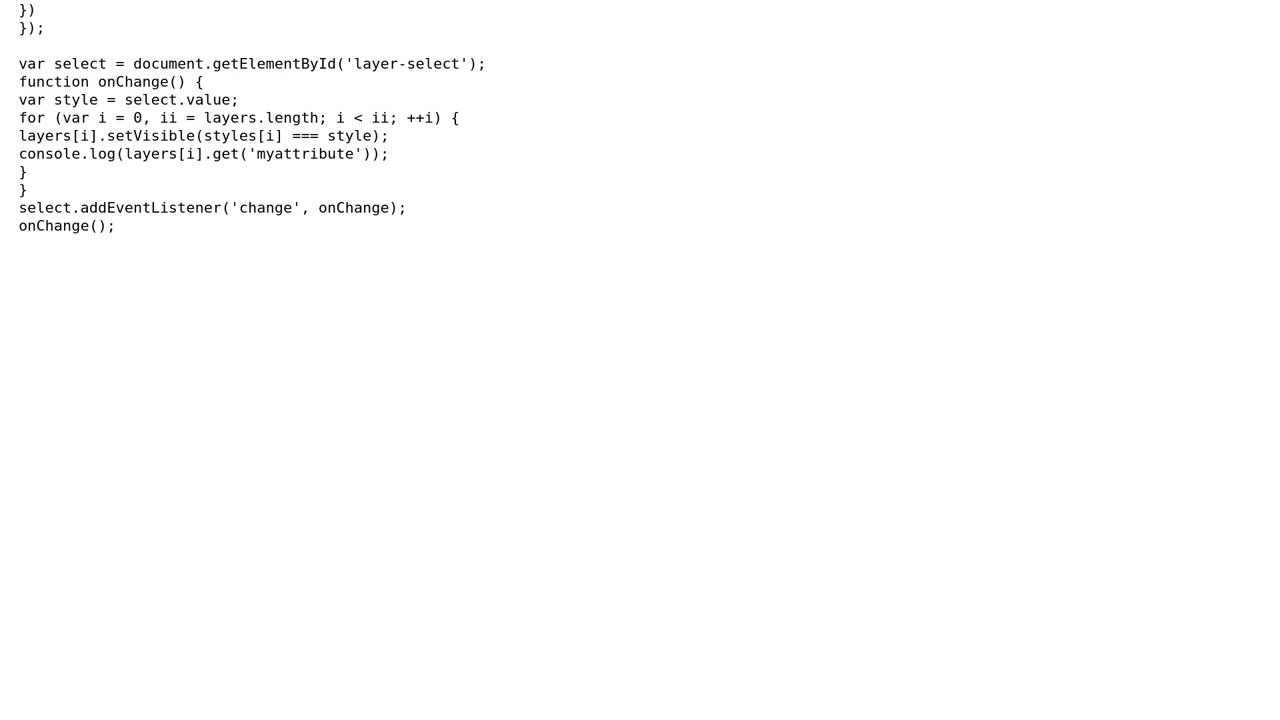 })
});

var select = document.getElementById('layer-select');
function onChange() {
var style = select.value;
for (var i = 0, ii = layers.length; i < ii; ++i) {
layers[i].setVisible(styles[i] === style);
console.log(layers[i].get('myattribute'));
}
}
select.addEventListener('change', onChange);
onChange();